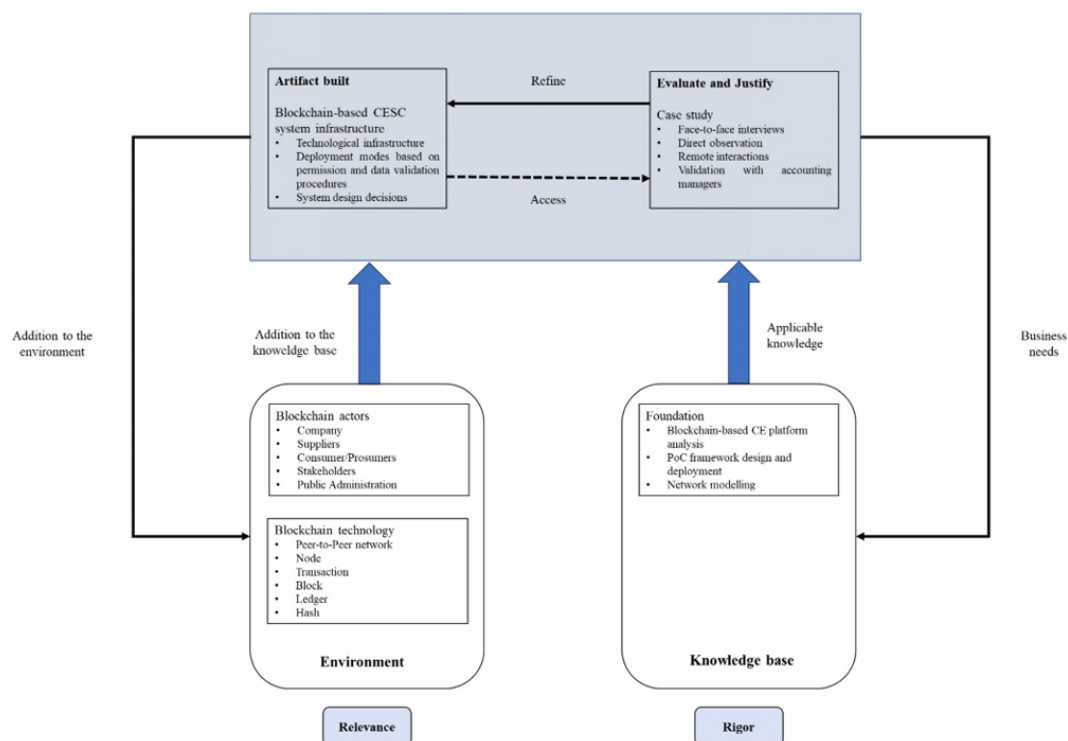 Artifact built
Blockchain-based CESC
system infrastructure
• Technological infrastructure
• Deployment modes based on
permission and data validation
procedures
• System design decisions
Refine
Access
Evaluate and Justify
Case study
• Face-to-face interviews
• Direct observation
• Remote interactions
• Validation with accounting
managers
Addition to the
environment
Addition to the
knoweldge base
Applicable
knowledge
Business
needs
Blockchain actors
• Company
• Suppliers
• Consumer/Prosumers
• Stakeholders
• Public Administration
Blockchain technology
• Peer-to-Peer network
• Node
• Transaction
• Block
• Ledger
• Hash
Environment
Foundation
• Blockchain-based CE platform
analysis
• PoC framework design and
deployment
• Network modelling
Knowledge base
Relevance
Rigor